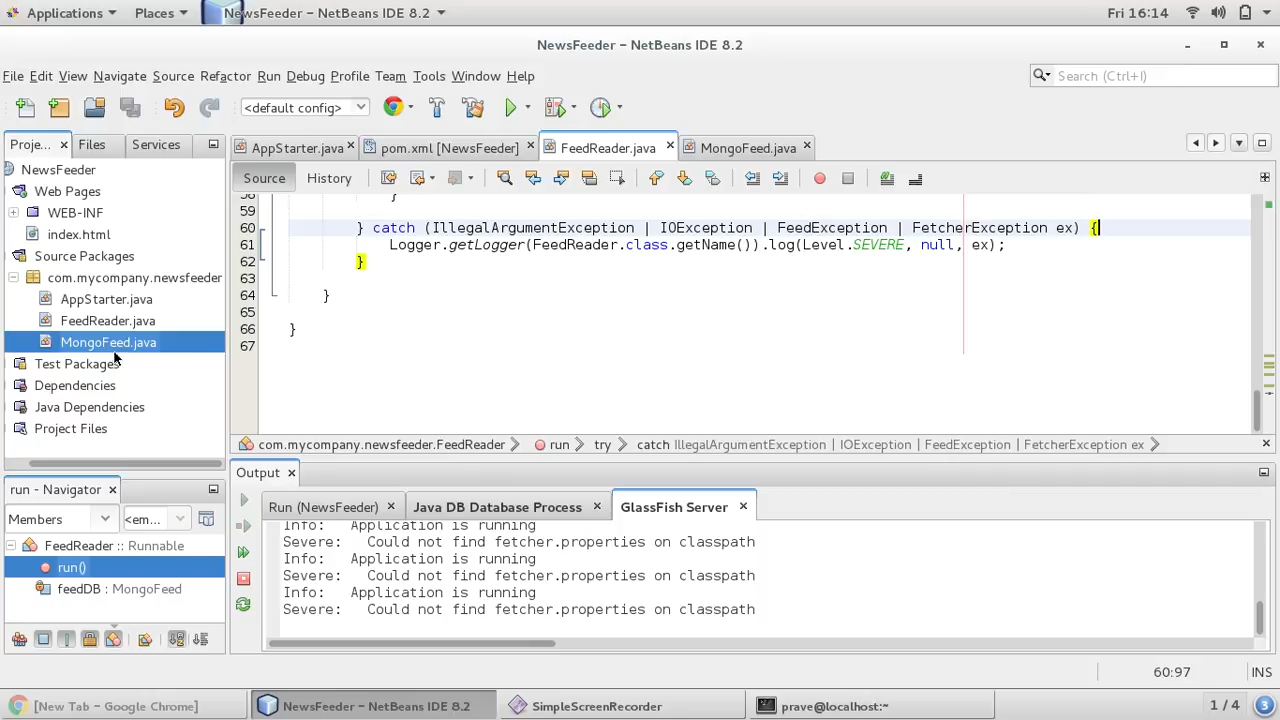 Applications Places NewsFeeder – NetBeans IDE 8.2 Fri 16:14
NewsFeeder – NetBeans IDE 8.2
File Edit View Navigate Source Refactor Run Debug Profile Team Tools Window Help Search (Ctrl+I)
<default config>
Proje... Files Services
AppStarter.java pom.xml [NewsFeeder] FeedReader.java MongoFeed.java
Source History
NewsFeeder
Web Pages
WEB-INF
index.html
Source Packages
com.mycompany.newsfeeder
AppStarter.java
FeedReader.java
MongoFeed.java
Test Packages
Dependencies
Java Dependencies
Project Files
58 }
59
60 } catch (IllegalArgumentException | IOException | FeedException | FetcherException ex) {
61 Logger.getLogger(FeedReader.class.getName()).log(Level.SEVERE, null, ex);
62 }
63
64 }
65
66 }
67
com.mycompany.newsfeeder.FeedReader run try catch IllegalArgumentException | IOException | FeedException | FetcherException ex
run - Navigator
Members <em...
FeedReader :: Runnable
run()
feedDB : MongoFeed
Output
Run (NewsFeeder) Java DB Database Process GlassFish Server
Info: Application is running
Severe: Could not find fetcher.properties on classpath
Info: Application is running
Severe: Could not find fetcher.properties on classpath
Info: Application is running
Severe: Could not find fetcher.properties on classpath
60:97 INS
[New Tab – Google Chrome] NewsFeeder – NetBeans IDE 8.2 SimpleScreenRecorder prave@localhost:~ 1 / 4 3